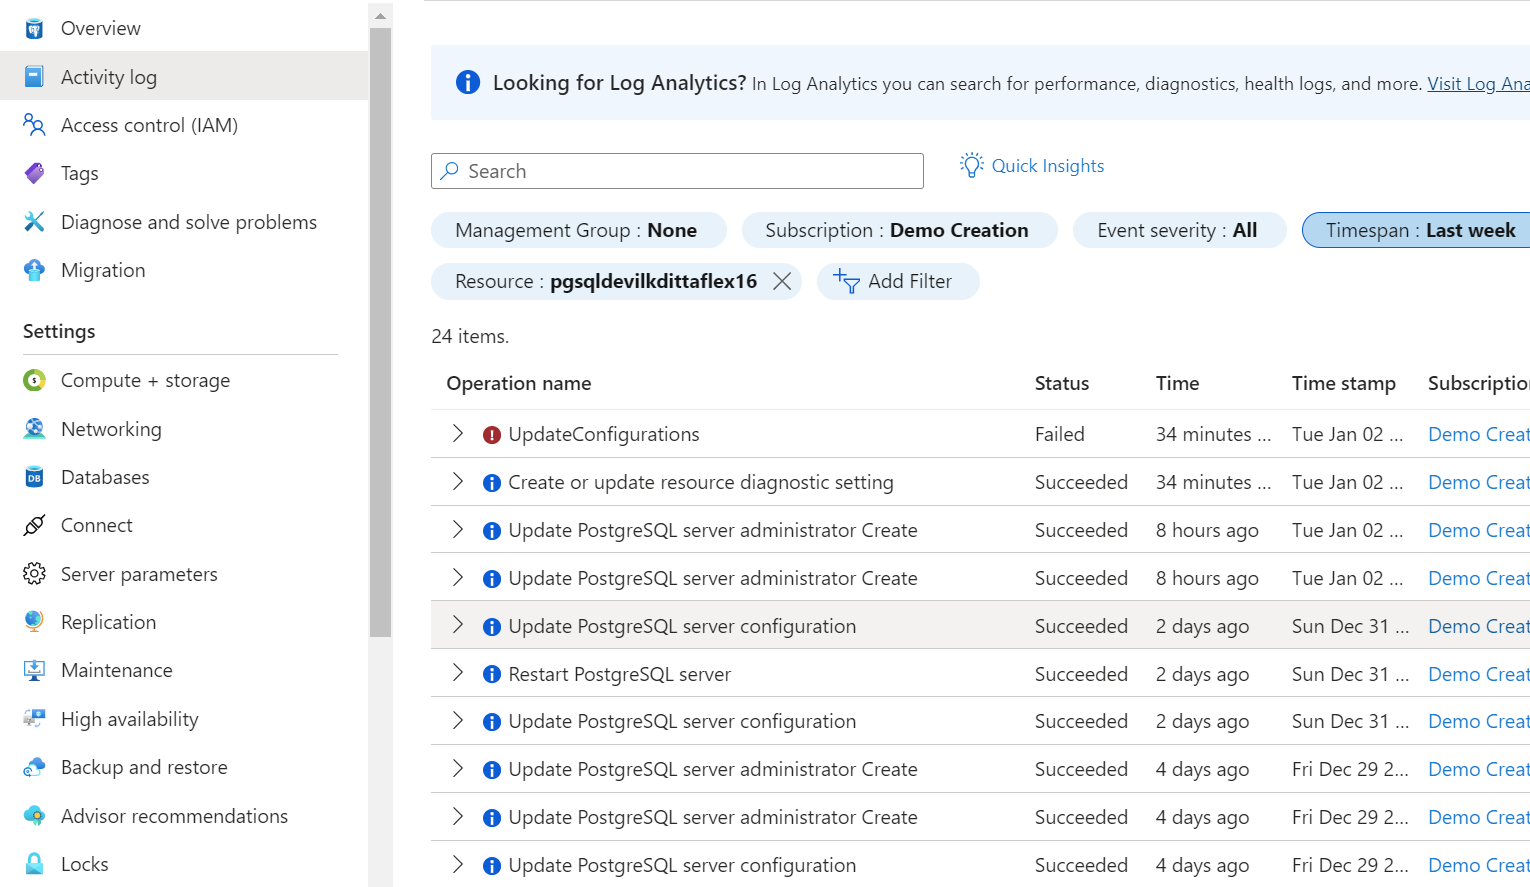 Overview
Activity log
Access control (IAM)
Tags
Diagnose and solve problems
Migration
Settings
Compute + storage
Networking
Databases
Connect
Server parameters
Replication
Maintenance
High availability
Backup and restore
Advisor recommendations
Locks
Looking for Log Analytics? In Log Analytics you can search for performance, diagnostics, health logs, and more. Visit Log Ana
Search
Quick Insights
Management Group : None
Subscription : Demo Creation
Event severity : All
Timespan : Last week
Resource : pgsqldevilkdittaflex16
Add Filter
24 items.
Operation name Status Time Time stamp Subscription
UpdateConfigurations Failed 34 minutes ... Tue Jan 02 ... Demo Creat
Create or update resource diagnostic setting Succeeded 34 minutes ... Tue Jan 02 ... Demo Creat
Update PostgreSQL server administrator Create Succeeded 8 hours ago Tue Jan 02 ... Demo Creat
Update PostgreSQL server administrator Create Succeeded 8 hours ago Tue Jan 02 ... Demo Creat
Update PostgreSQL server configuration Succeeded 2 days ago Sun Dec 31 ... Demo Creat
Restart PostgreSQL server Succeeded 2 days ago Sun Dec 31 ... Demo Creat
Update PostgreSQL server configuration Succeeded 2 days ago Sun Dec 31 ... Demo Creat
Update PostgreSQL server administrator Create Succeeded 4 days ago Fri Dec 29 2... Demo Creat
Update PostgreSQL server administrator Create Succeeded 4 days ago Fri Dec 29 2... Demo Creat
Update PostgreSQL server configuration Succeeded 4 days ago Fri Dec 29 2... Demo Creat